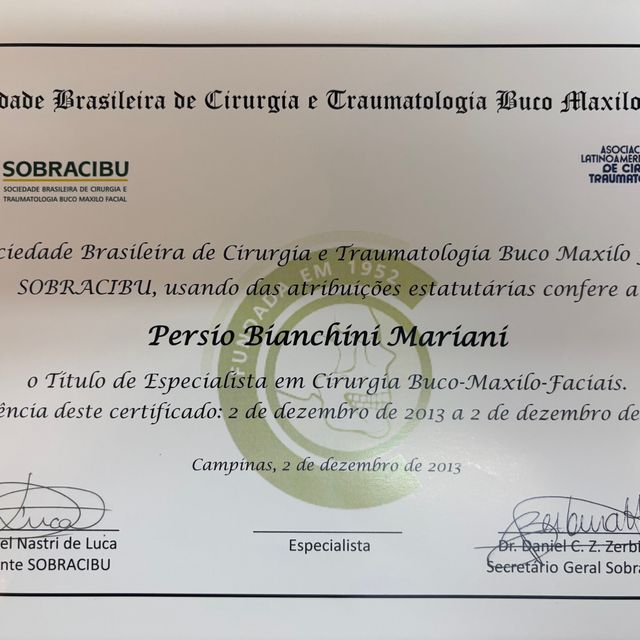 dade Brasileira de Cirurgia e Traumatologia Buco Maxilo
SOBRACIBU
SOCIEDADE BRASILEIRA DE CIRURGIA E
TRAUMATOLOGIA BUCO MAXILO FACIAL
ASOCIAC
LATINOAMERI
DE CIR
TRAUMATO
FUNDADA EM 1952
ciedade Brasileira de Cirurgia e Traumatologia Buco Maxilo
SOBRACIBU, usando das atribuições estatutárias confere a
Persio Bianchini Mariani
o Título de Especialista em Cirurgia Buco-Maxilo-Faciais.
ência deste certificado: 2 de dezembro de 2013 a 2 de dezembro de
Campinas, 2 de dezembro de 2013
el Nastri de Luca
nte SOBRACIBU
Especialista
Dr. Daniel C. Z. Zerb
Secretário Geral Sobra